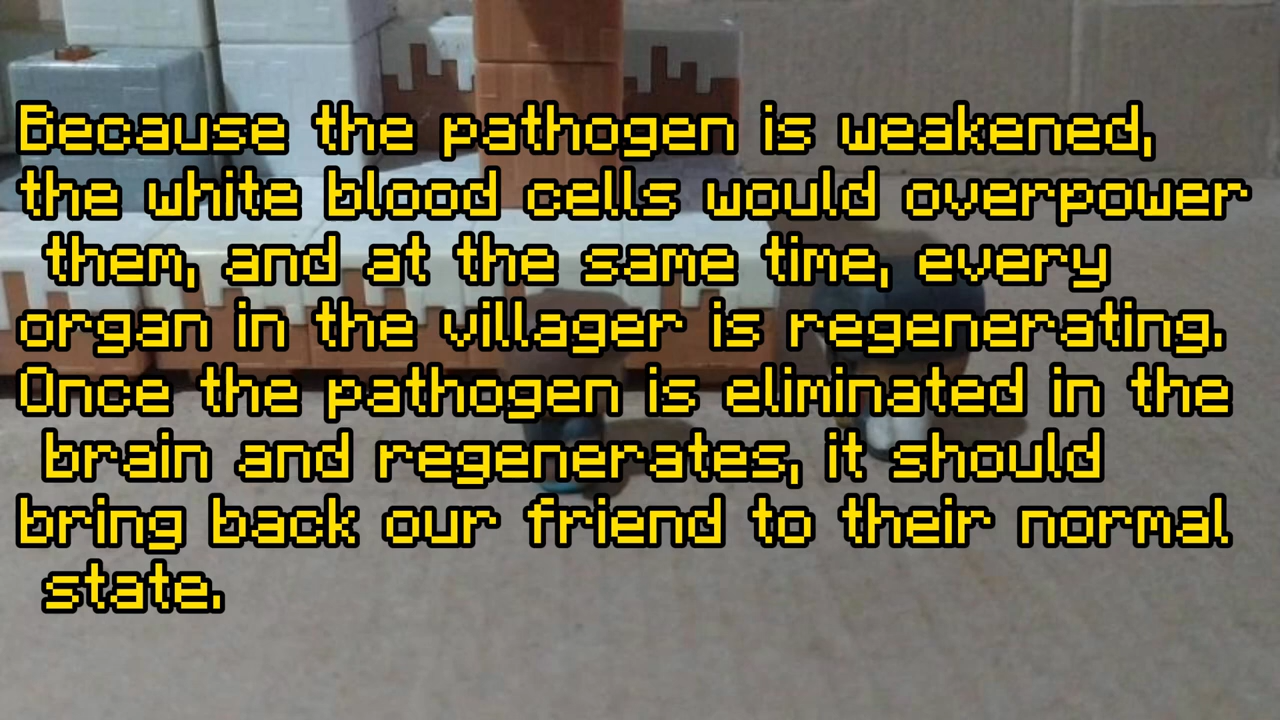 Because the pathogen is weakened,
the white blood cells would overpower
them, and at the same time, every
organ in the villager is regenerating.
Once the pathogen is eliminated in the
brain and regenerates, it should
bring back our friend to their normal
state.